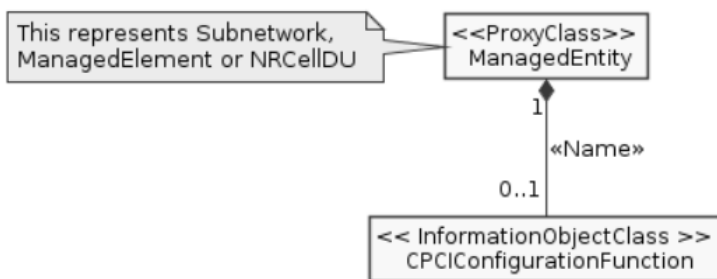 This represents Subnetwork,
ManagedElement or NRCellDU
<<ProxyClass>>
ManagedEntity
1
«Name»
0..1
<< InformationObjectClass >>
CPCIConfigurationFunction